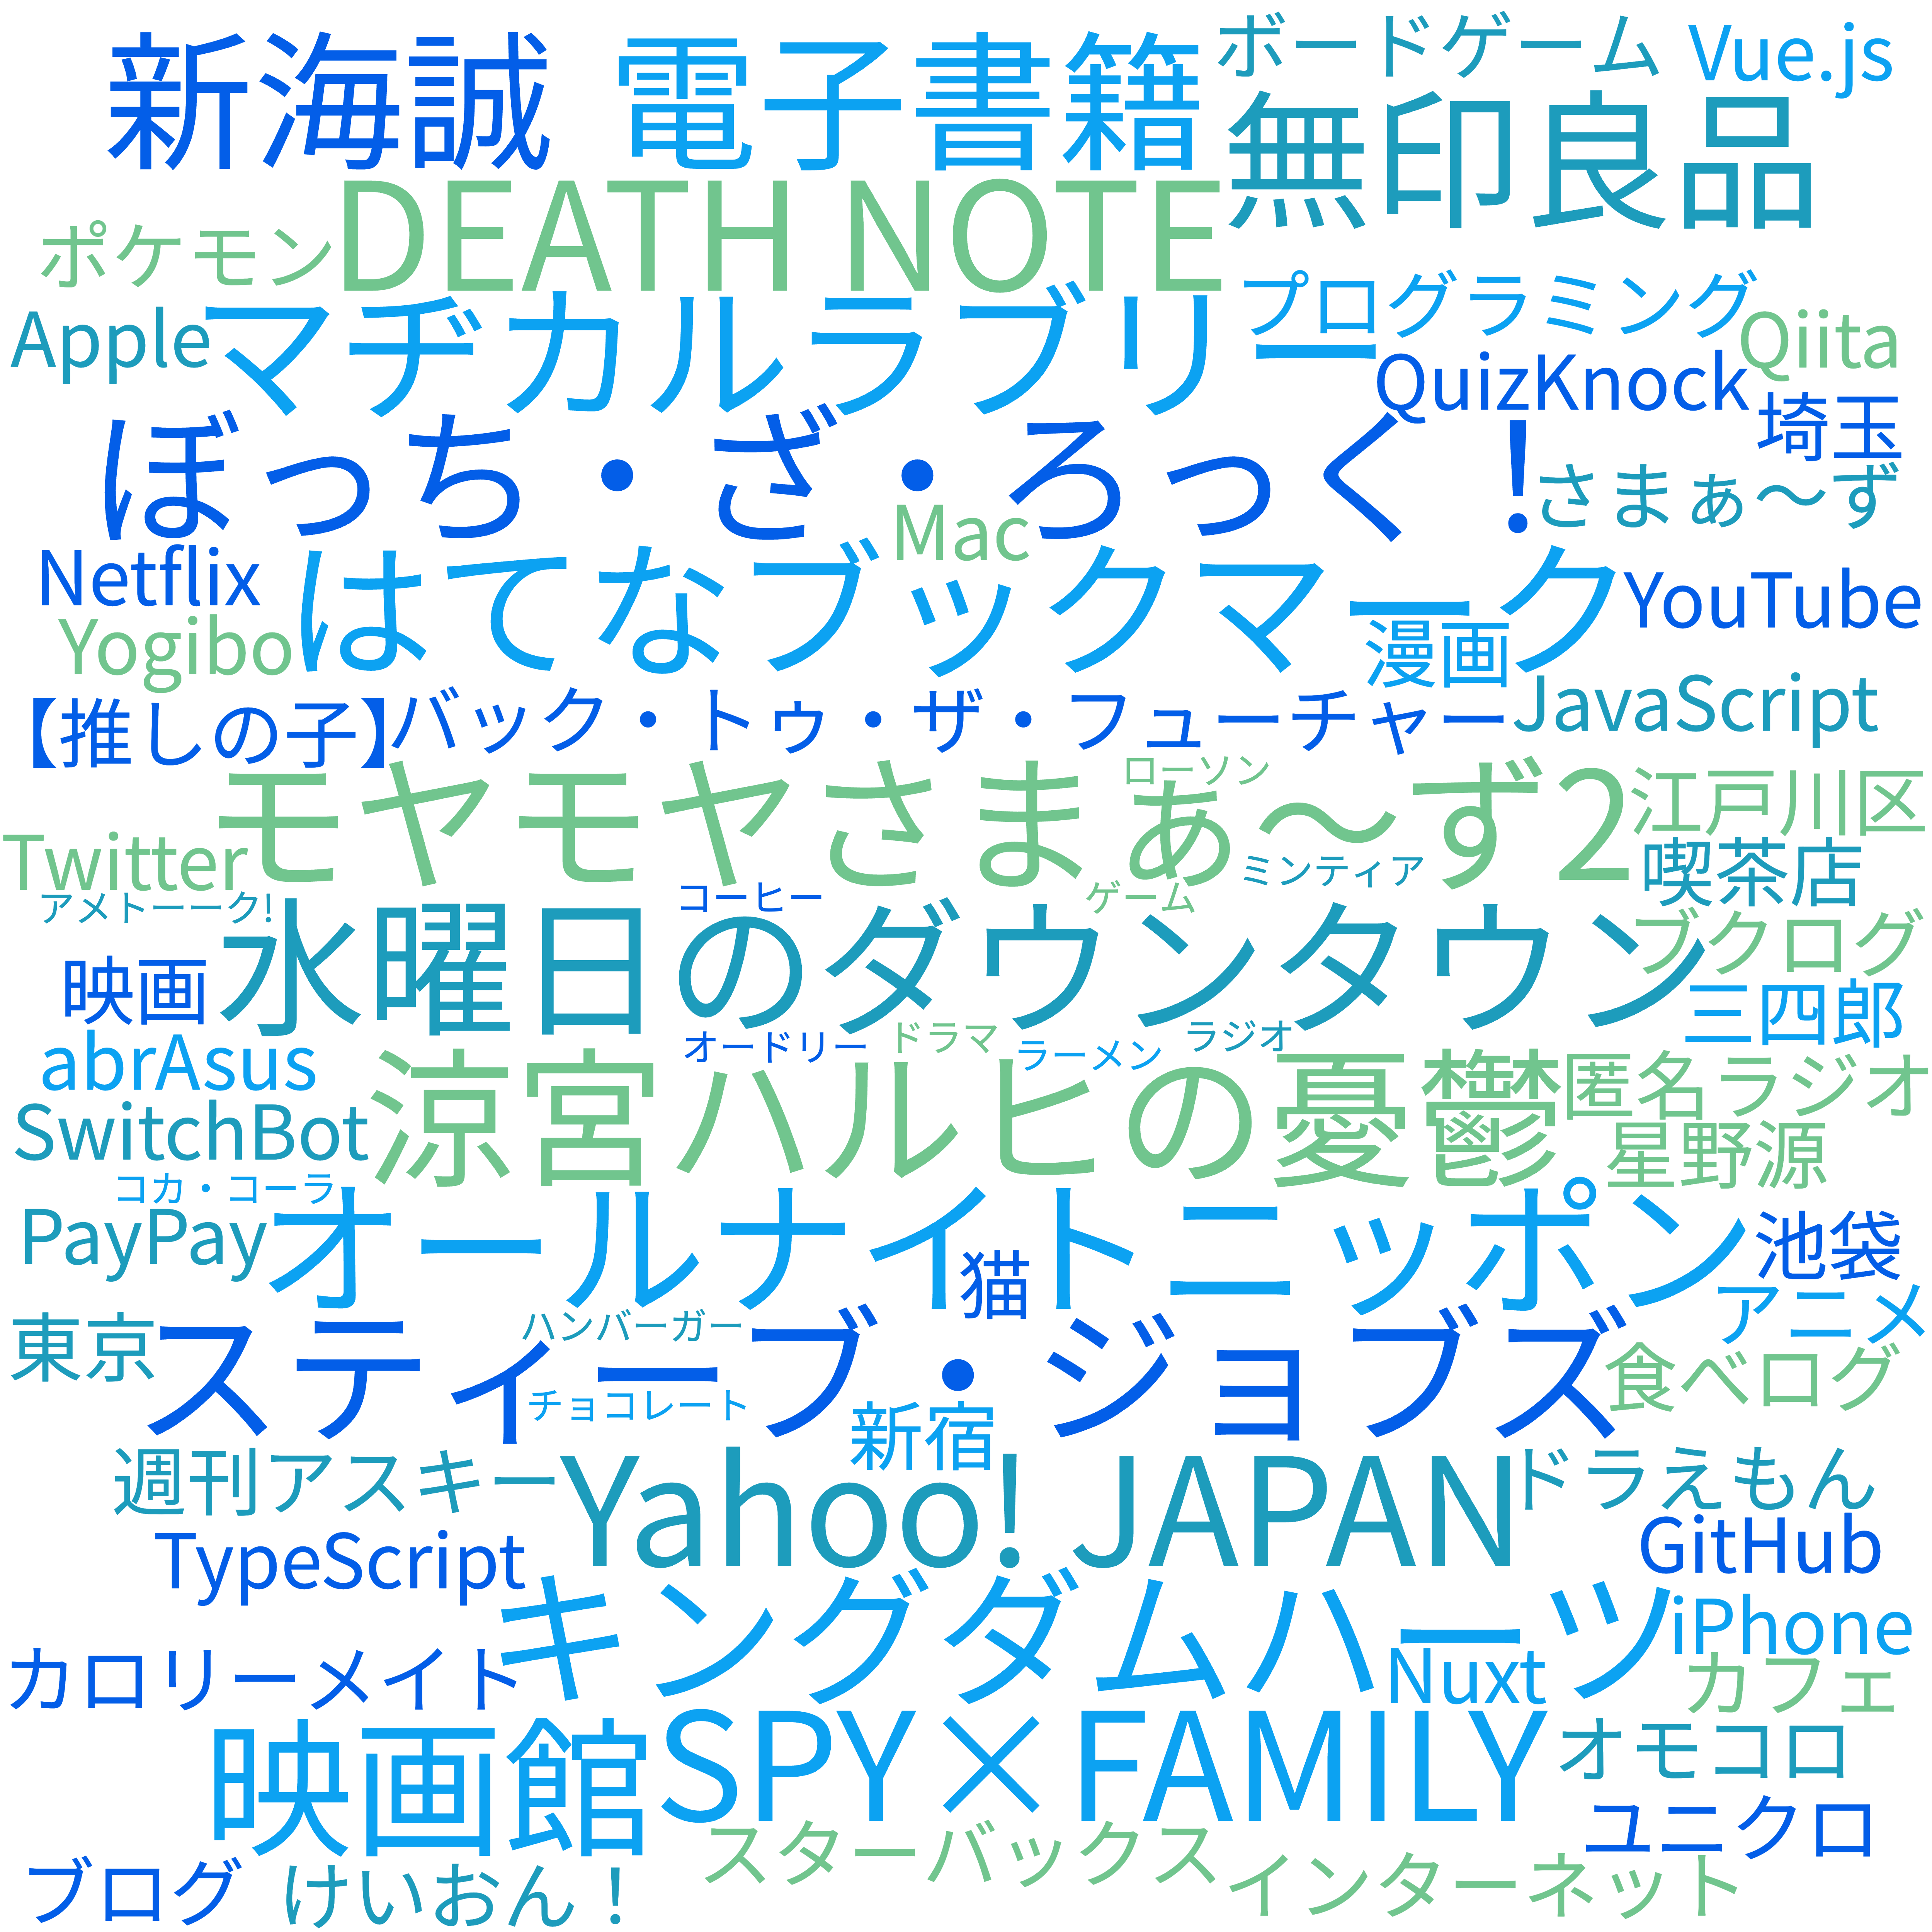 新海誠
電子書籍
ボードゲーム
Vue.js
無印良品
ポケモン
DEATH NOTE
プログラミング
Apple
マヂカルラブリー
Qiita
QuizKnock
埼玉
ぼっち・ざ・ろっく！
さまぁ～ず
Mac
Netflix
はてなブックマーク
YouTube
Yogibo
漫画
【推しの子】
バック・トゥ・ザ・フューチャー
JavaScript
ローソン
モヤモヤさまぁ～ず2
江戸川区
Twitter
喫茶店
ミンティア
アメトーーク!
コーヒー
ゲーム
水曜日のダウンタウン
ブクログ
映画
三四郎
abrAsus
オードリー
ドラマ
ラーメン
ラジオ
涼宮ハルヒの憂鬱
匿名ラジオ
SwitchBot
星野源
コカ・コーラ
PayPay
オールナイトニッポン
池袋
猫
アニメ
東京
ハンバーガー
スティーブ・ジョブズ
食べログ
チョコレート
新宿
週刊アスキー
Yahoo! JAPAN
ドラえもん
TypeScript
GitHub
キングダムハーツ
iPhone
カロリーメイト
Nuxt
カフェ
映画館
SPY×FAMILY
オモコロ
スターバックス
ユニクロ
ブログ
けいおん！
インターネット